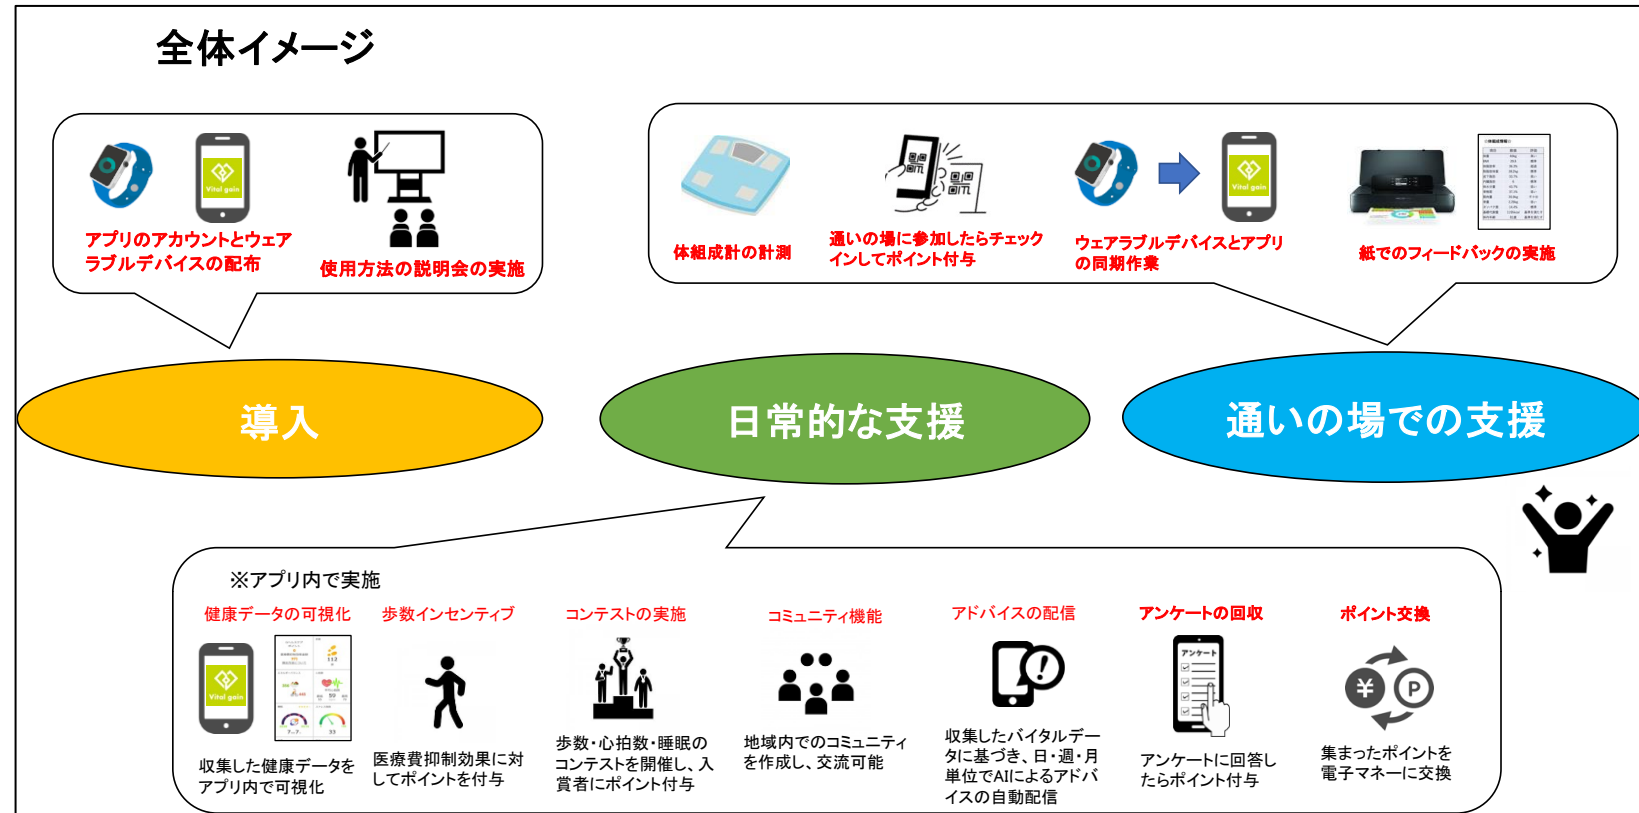 全体イメージ
Vital gain
アプリのアカウントとウェア
ラブルデバイスの配布
使用方法の説明会の実施
体組成計の計測
通いの場に参加したらチェック
インしてポイント付与
Vital gain
ウェアラブルデバイスとアプリ
の同期作業
紙でのフィードバックの実施
導入
日常的な支援
通いの場での支援
※アプリ内で実施
健康データの可視化
Vital gain
112
59
33
収集した健康データを
アプリ内で可視化
歩数インセンティブ
医療費抑制効果に対
してポイントを付与
コンテストの実施
歩数・心拍数・睡眠の
コンテストを開催し、入
賞者にポイント付与
コミュニティ機能
地域内でのコミュニティ
を作成し、交流可能
アドバイスの配信
収集したバイタルデー
タに基づき、日・週・月
単位でAIによるアドバ
イスの自動配信
アンケートの回収
アンケート
アンケートに回答し
たらポイント付与
ポイント交換
¥
P
集まったポイントを
電子マネーに交換